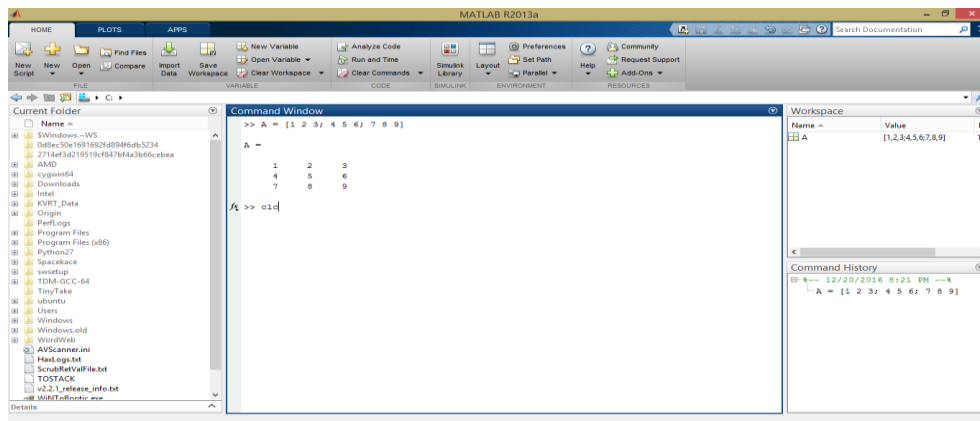 MATLAB R2013a
HOME PLOTS APPS
Search Documentation
New Script
New
Open
Find Files
Compare
Import Data
Save Workspace
New Variable
Open Variable
Clear Workspace
Analyze Code
Run and Time
Clear Commands
Simulink Library
Layout
Preferences
Set Path
Parallel
Help
Community
Request Support
Add-Ons
FILE VARIABLE CODE SIMULINK ENVIRONMENT RESOURCES
C:
Current Folder
Name
$Windows.~WS
0d8ec50e1691692fd894f6db5234
2714ef3d219519cf847bf4a3b66cebea
AMD
cygwin64
Downloads
Intel
KVRT_Data
Origin
PerfLogs
Program Files
Program Files (x86)
Python27
Spacekace
swsetup
TDM-GCC-64
TinyTake
ubuntu
Users
Windows
Windows.old
WordWeb
AVScanner.ini
HaxLogs.txt
ScrubRetValFile.txt
TOSTACK
v2.2.1_release_info.txt
WiNToBootic.exe
Details
Command Window
>> A = [1 2 3; 4 5 6; 7 8 9]
A =
1 2 3
4 5 6
7 8 9
fx >> clc
Workspace
Name Value
A [1,2,3;4,5,6;7,8,9]
Command History
%-- 12/20/2016 8:21 PM --%
A = [1 2 3; 4 5 6; 7 8 9]